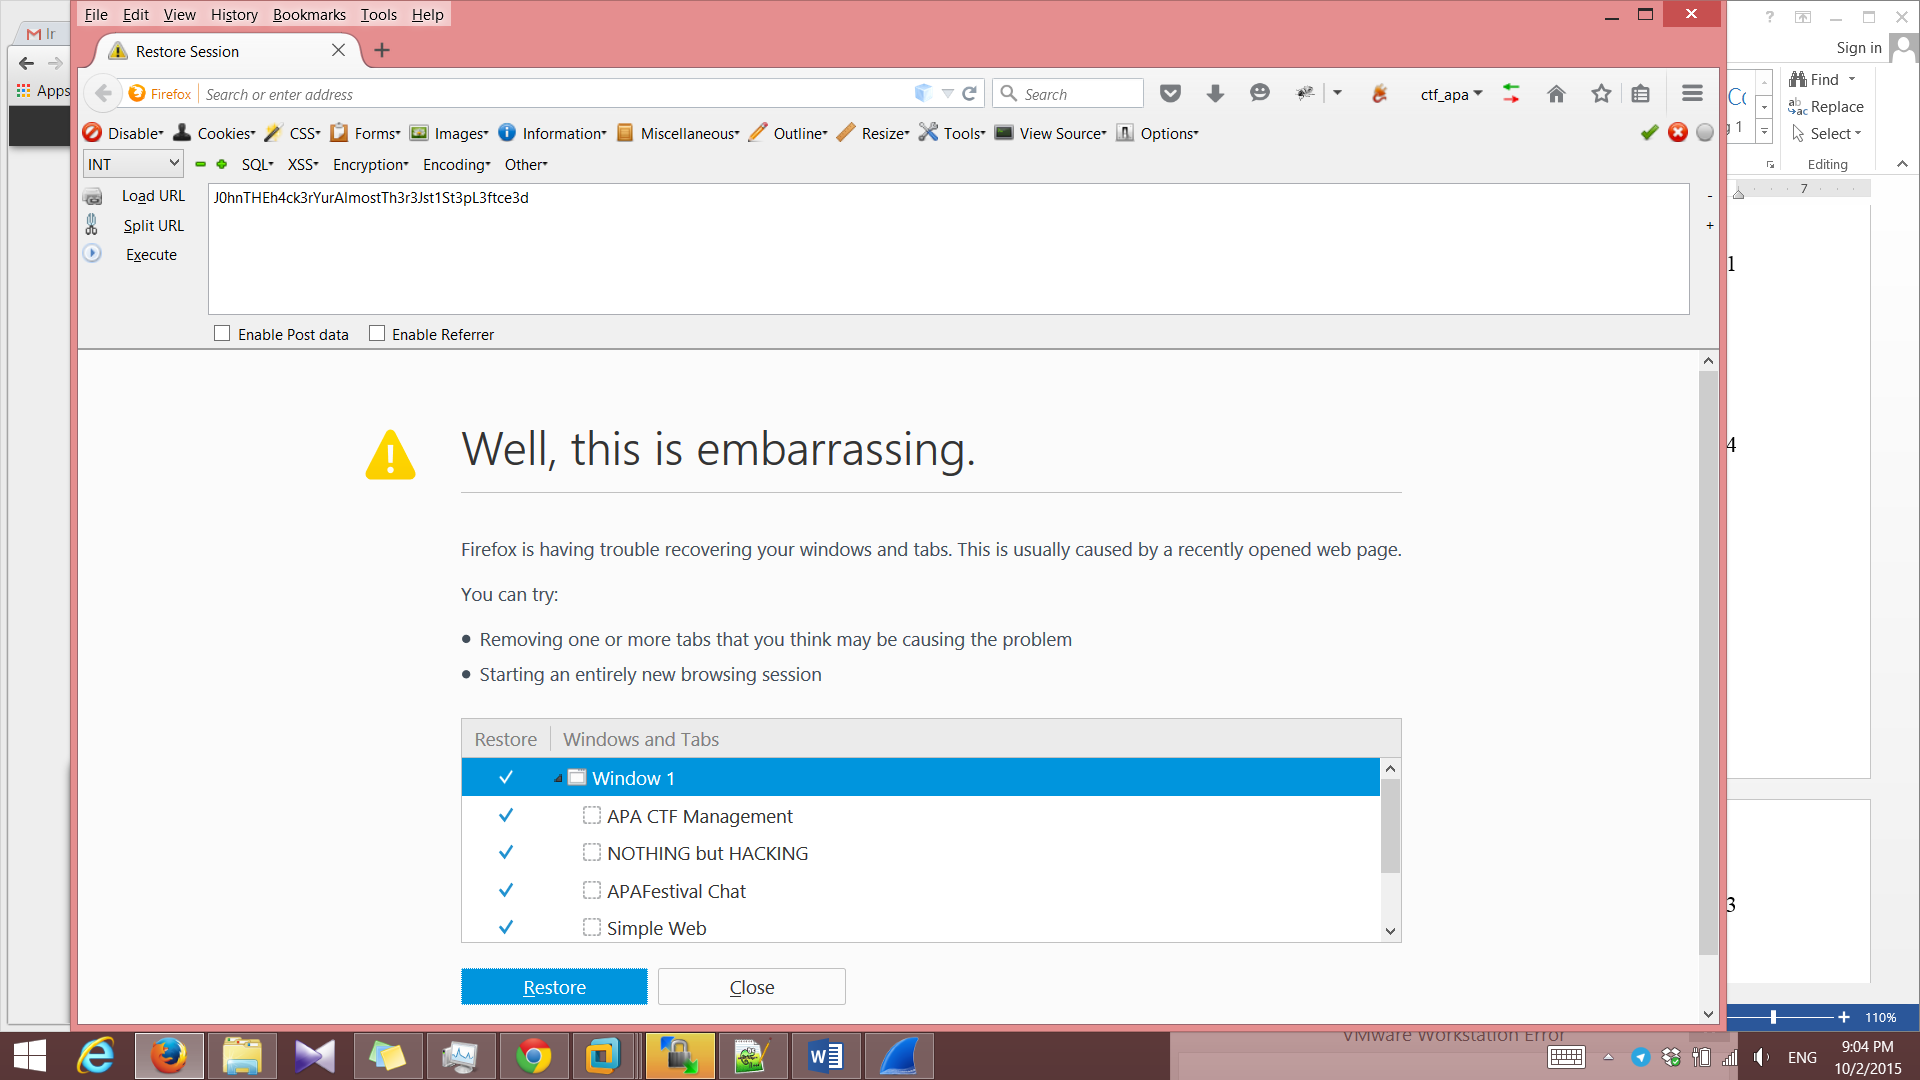 File Edit View History Bookmarks Tools Help
Ir
Restore Session
Sign in
Apps
Firefox Search or enter address
Search
ctf_apa
Find
Replace
Select
Editing
Disable Cookies CSS Forms Images Information Miscellaneous Outline Resize Tools View Source Options
INT SQL XSS Encryption Encoding Other
Load URL
Split URL
Execute
J0hnTHEh4ck3rYurAlmostTh3r3Jst1St3pL3ftce3d
-
+
7
1
4
3
Enable Post data Enable Referrer
Well, this is embarrassing.
Firefox is having trouble recovering your windows and tabs. This is usually caused by a recently opened web page.
You can try:
• Removing one or more tabs that you think may be causing the problem
• Starting an entirely new browsing session
Restore Windows and Tabs
Window 1
APA CTF Management
NOTHING but HACKING
APAFestival Chat
Simple Web
Restore Close
110%
VMware Workstation Error
ENG
9:04 PM
10/2/2015